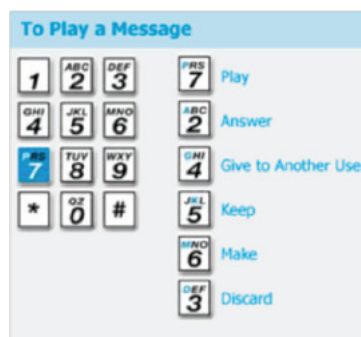 To Play a Message
1 ABC 2 DEF 3
GHI 4 JKL 5 MNO 6
PRS 7 TUV 8 WXY 9
* QZ 0 #
PRS 7 Play
ABC 2 Answer
GHI 4 Give to Another Use
JKL 5 Keep
MNO 6 Make
DEF 3 Discard